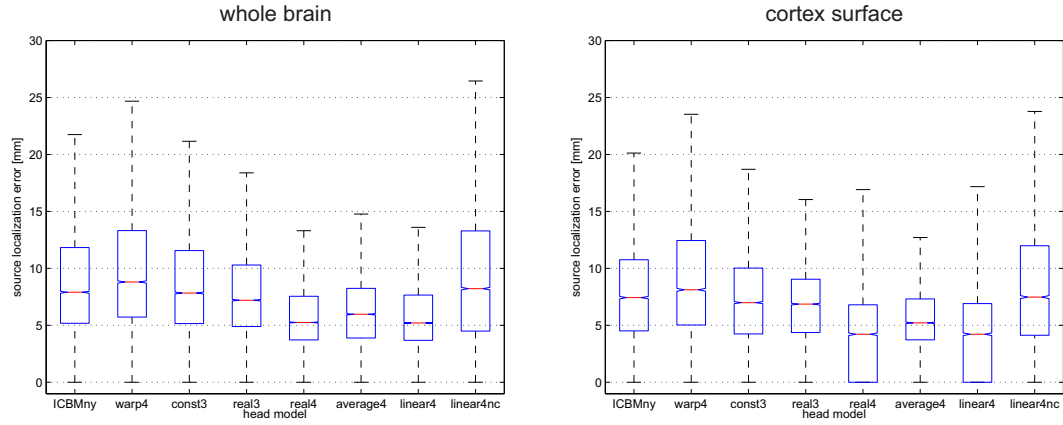 whole brain
source localization error [mm]
30
25
20
15
10
5
0
ICBMny warp4 const3 real3 real4 average4 linear4 linear4nc
head model
cortex surface
source localization error [mm]
30
25
20
15
10
5
0
ICBMny warp4 const3 real3 real4 average4 linear4 linear4nc
head model